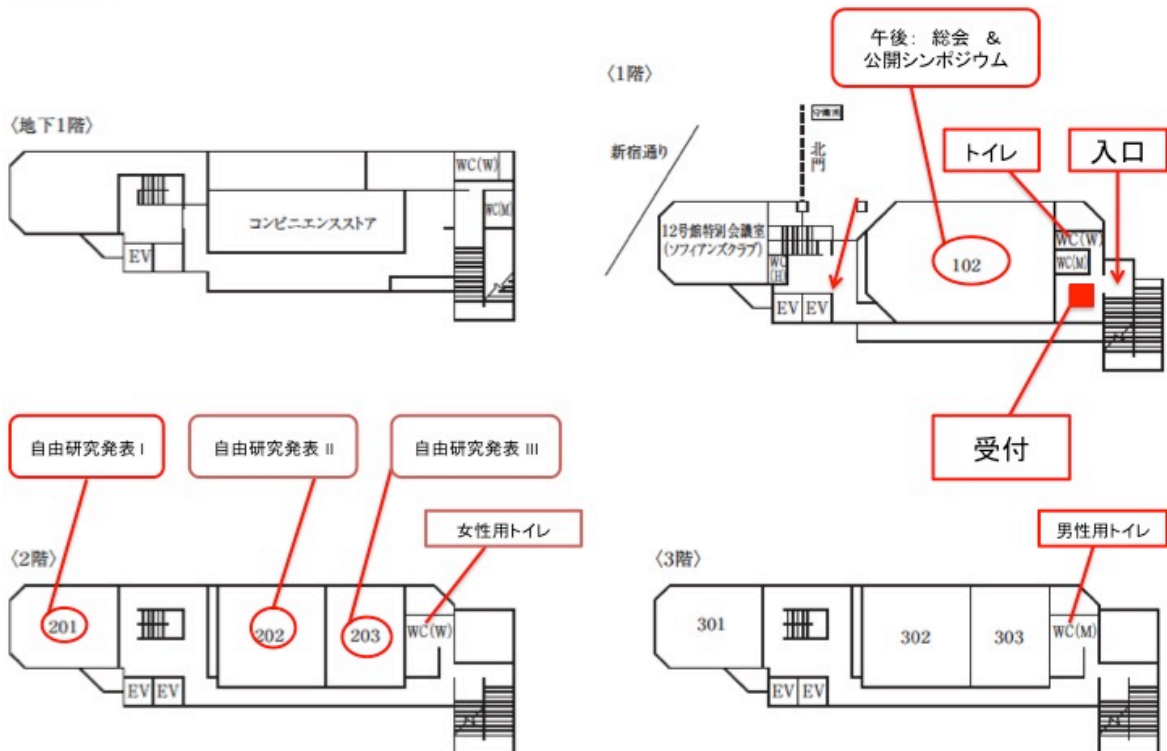 午後： 総会 ＆
公開シンポジウム
〈1階〉
〈地下1階〉
新宿通り
北門
トイレ
入口
WC(W)
WC(M)
コンビニエンスストア
EV
12号館特別会議室
(ソフィアンズクラブ)
WC
(H)
102
WC(W)
WC(M)
EV
EV
受付
自由研究発表 I
自由研究発表 II
自由研究発表 III
女性用トイレ
男性用トイレ
〈2階〉
〈3階〉
201
202
203
WC(W)
EV
EV
301
302
303
WC(M)
EV
EV